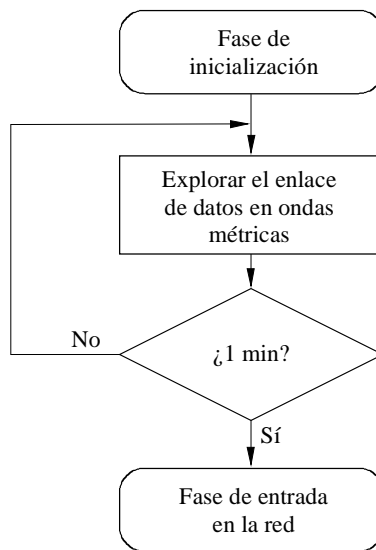 Fase de
inicialización
Explorar el enlace
de datos en ondas
métricas
No
¿1 min?
Sí
Fase de entrada
en la red